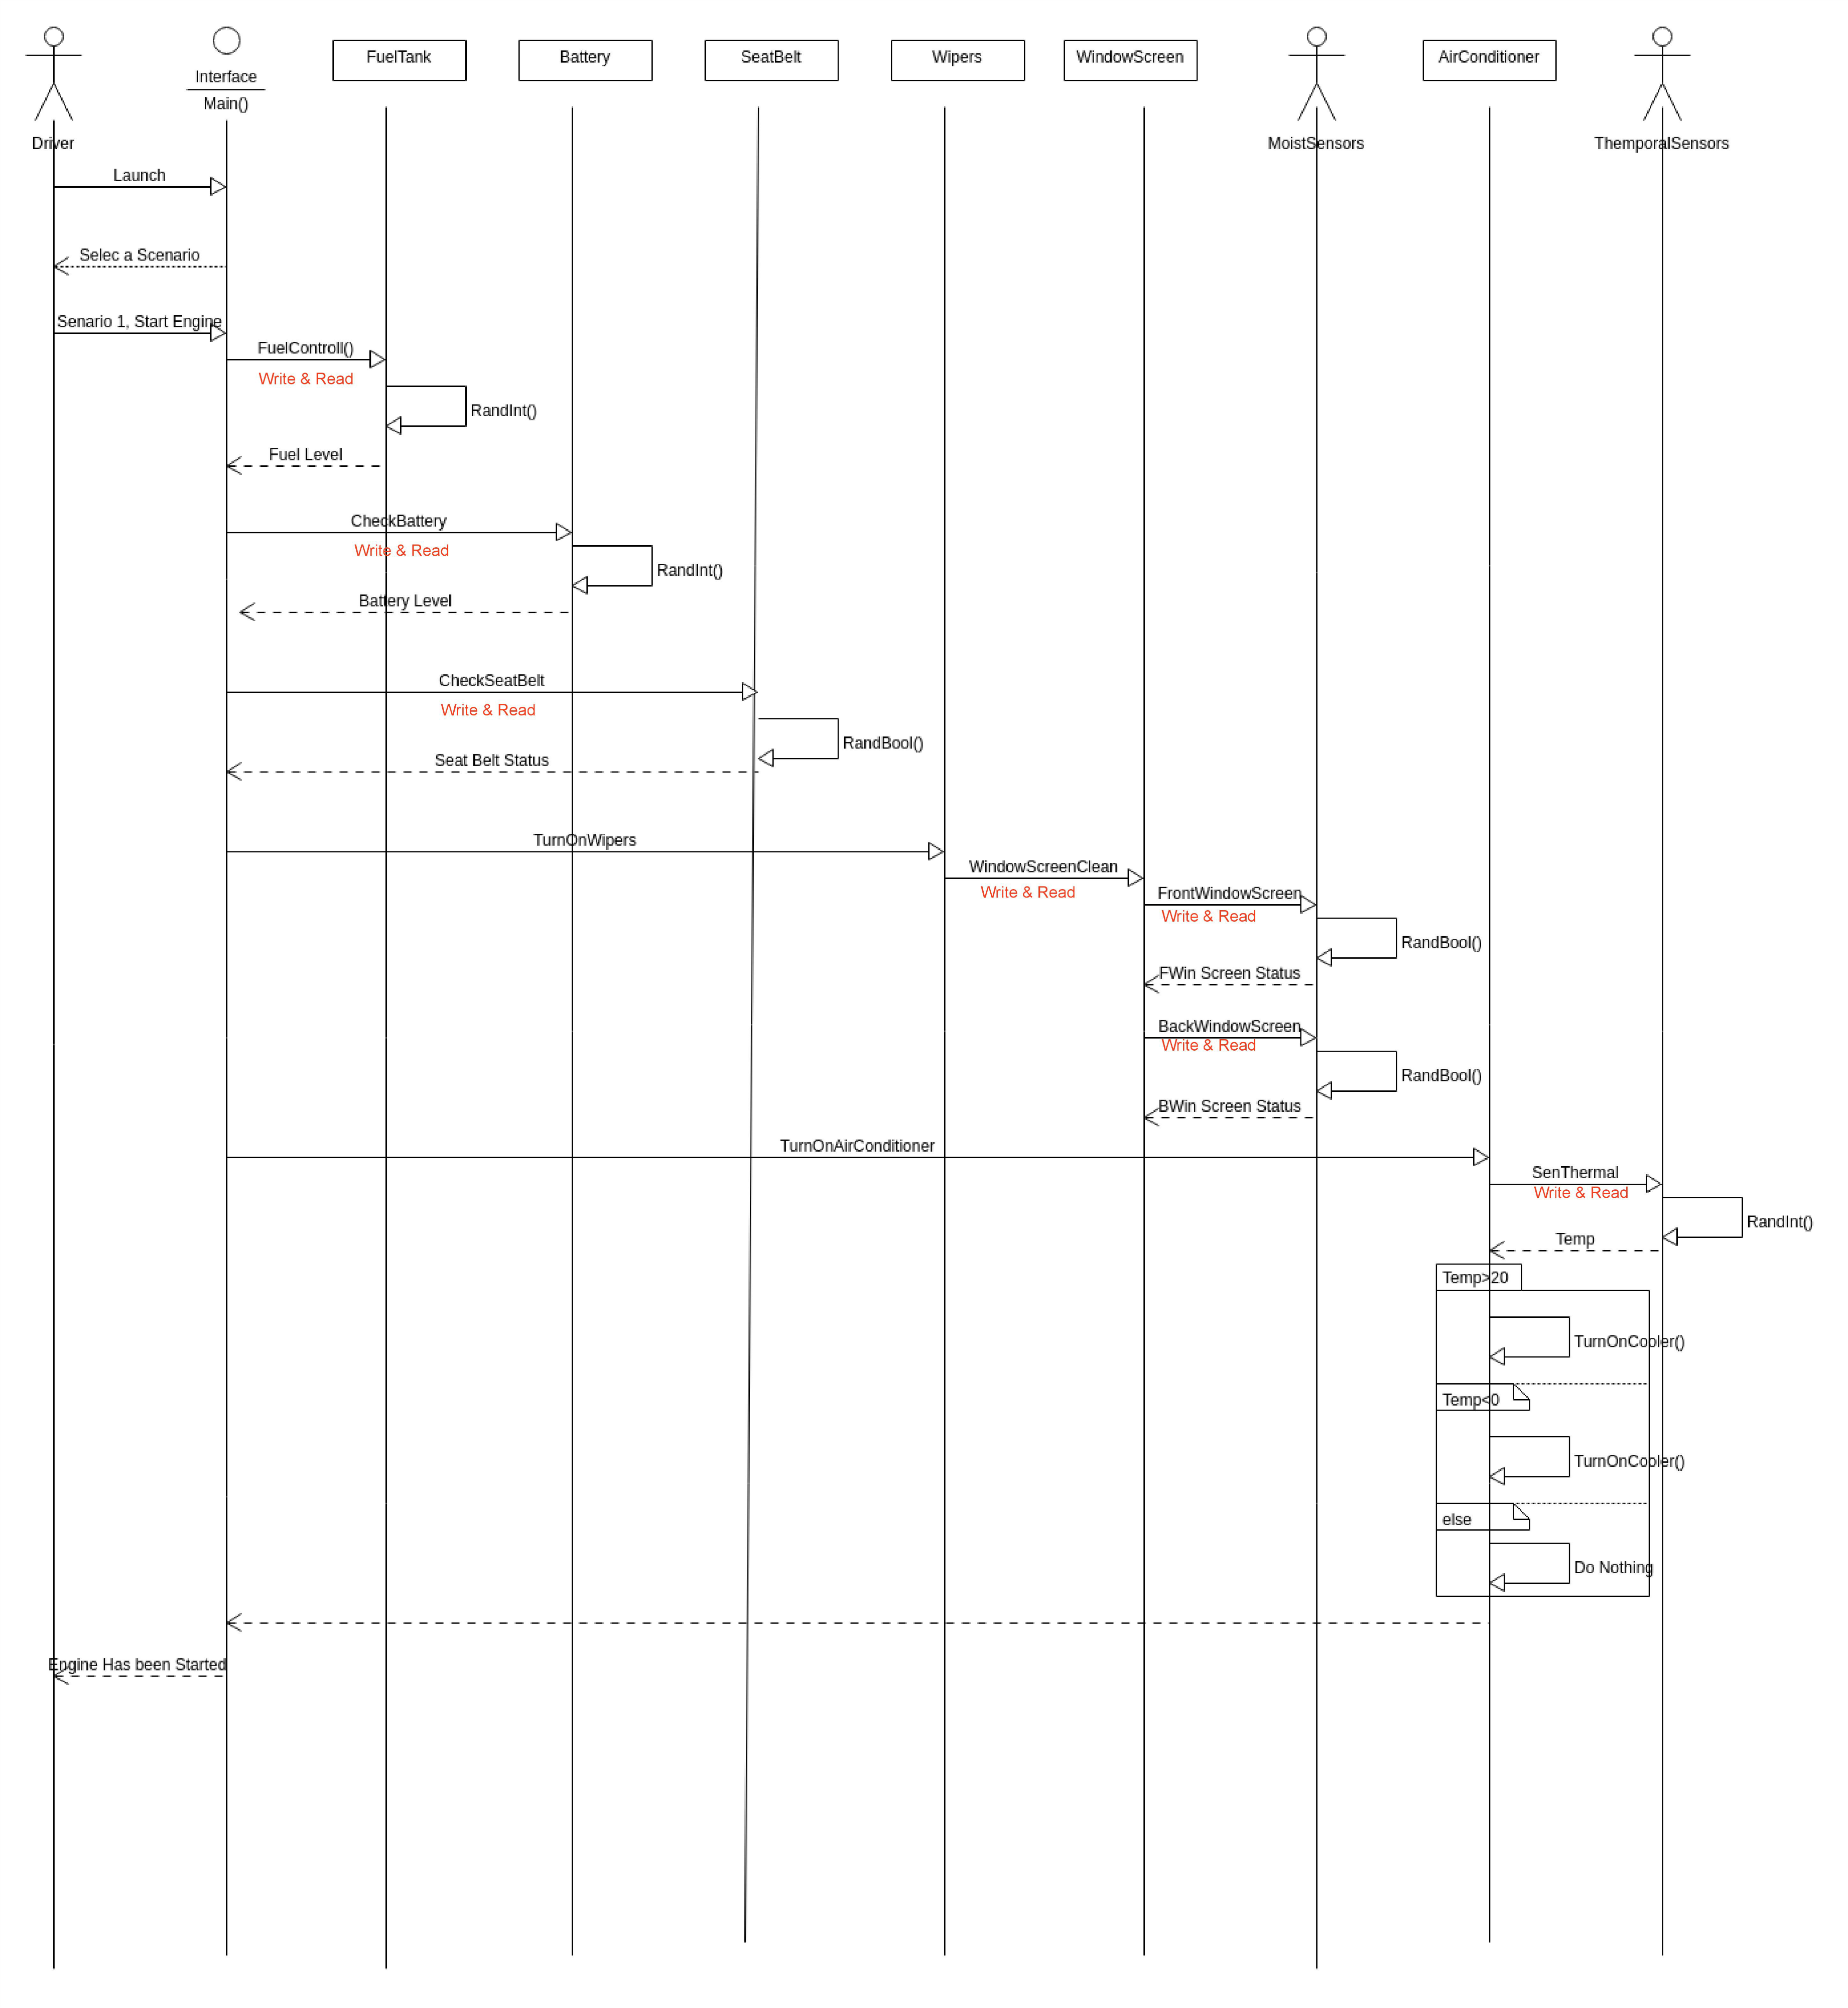 FuelTank
Battery
SeatBelt
Wipers
WindowScreen
AirConditioner
Interface
Main()
Driver
MoistSensors
ThemporalSensors
Launch
Selec a Scenario
Senario 1, Start Engine
FuelControll()
Write & Read
RandInt()
Fuel Level
CheckBattery
Write & Read
RandInt()
Battery Level
CheckSeatBelt
Write & Read
RandBool()
Seat Belt Status
TurnOnWipers
WindowScreenClean
Write & Read
FrontWindowScreen
Write & Read
RandBool()
FWin Screen Status
BackWindowScreen
Write & Read
RandBool()
BWin Screen Status
TurnOnAirConditioner
SenThermal
Write & Read
RandInt()
Temp
Temp>20
TurnOnCooler()
Temp<0
TurnOnCooler()
else
Do Nothing
Engine Has been Started